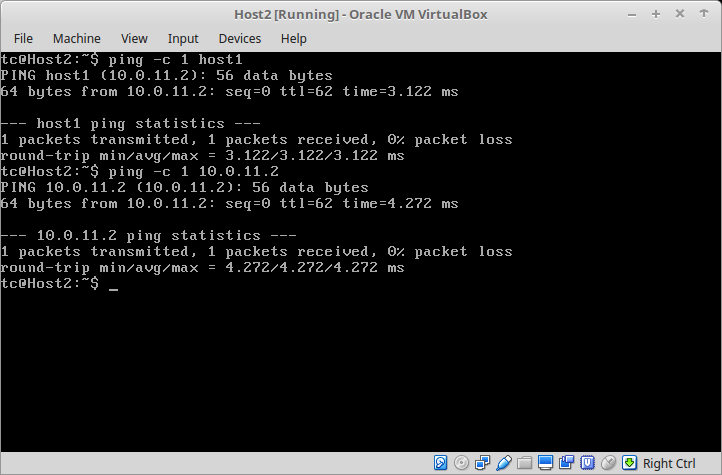 Host2 [Running] - Oracle VM VirtualBox
File Machine View Input Devices Help
tc@Host2:~$ ping -c 1 host1
PING host1 (10.0.11.2): 56 data bytes
64 bytes from 10.0.11.2: seq=0 ttl=62 time=3.122 ms
--- host1 ping statistics ---
1 packets transmitted, 1 packets received, 0% packet loss
round-trip min/avg/max = 3.122/3.122/3.122 ms
tc@Host2:~$ ping -c 1 10.0.11.2
PING 10.0.11.2 (10.0.11.2): 56 data bytes
64 bytes from 10.0.11.2: seq=0 ttl=62 time=4.272 ms
--- 10.0.11.2 ping statistics ---
1 packets transmitted, 1 packets received, 0% packet loss
round-trip min/avg/max = 4.272/4.272/4.272 ms
tc@Host2:~$ _
Right Ctrl